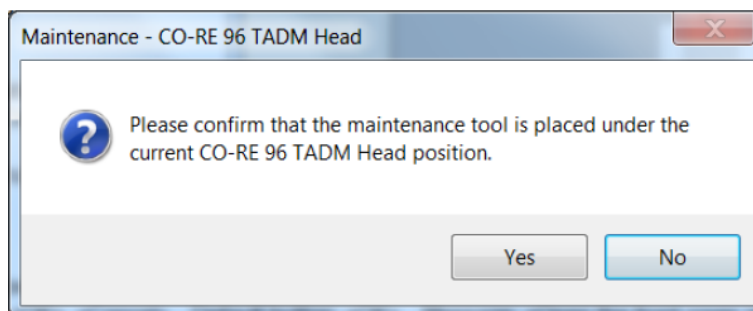 Maintenance - CO-RE 96 TADM Head
Please confirm that the maintenance tool is placed under the
current CO-RE 96 TADM Head position.
Yes No